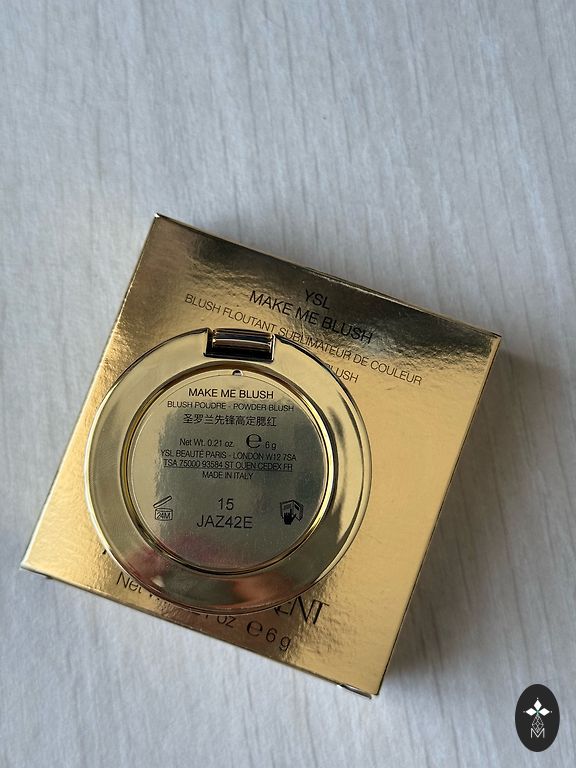 YSL
MAKE ME BLUSH
BLUSH FLOUTANT SUBLIMATEUR DE COULEUR
BLUSH
MAKE ME BLUSH
BLUSH POUDRE - POWDER BLUSH
圣罗兰先锋高定腮红
Net Wt. 0.21 oz. ℮ 6 g
YSL BEAUTÉ PARIS - LONDON W12 7SA
TSA 75000 93584 ST OUEN CEDEX FR
MADE IN ITALY
24M
15
JAZ42E
Net oz ℮ 6 g
M